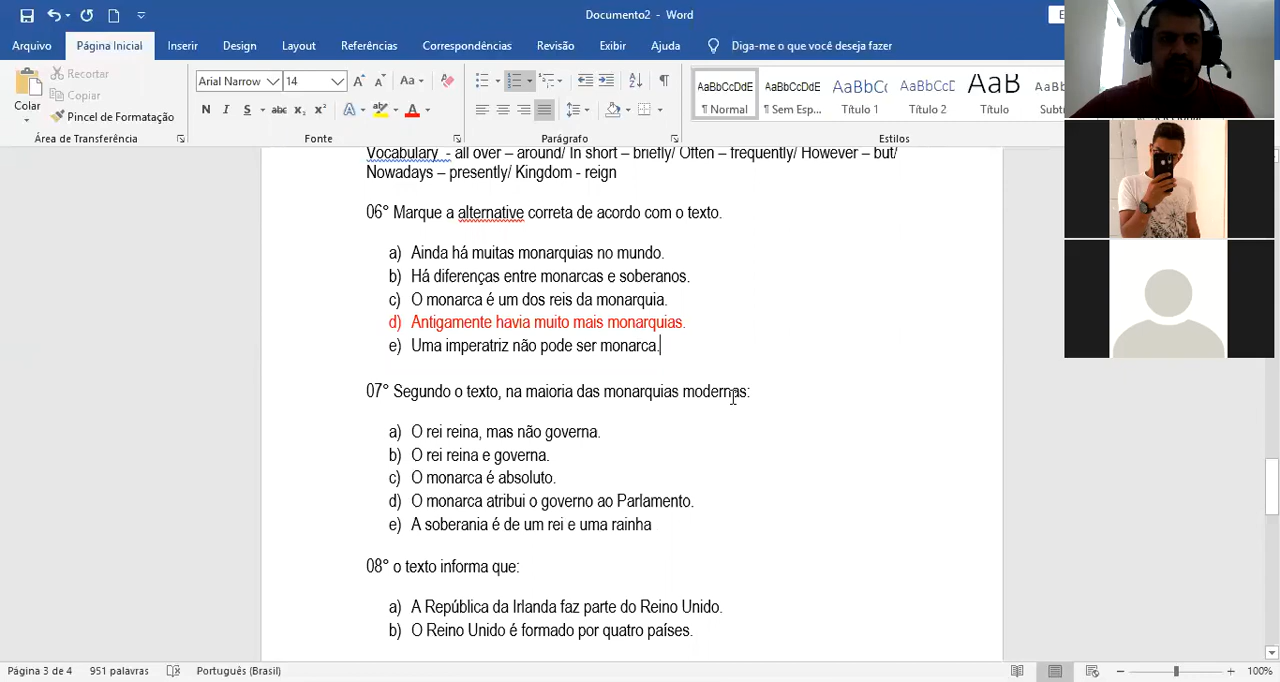 Documento2 - Word
Arquivo Página Inicial Inserir Design Layout Referências Correspondências Revisão Exibir Ajuda Diga-me o que você deseja fazer
Colar
Recortar
Copiar
Pincel de Formatação
Área de Transferência
Arial Narrow 14
N I S abc x₂ x²
Aa
A
Fonte
Parágrafo
AaBbCcDdE AaBbCcDdE AaBbCc AaBbCcD AaB AaBbCcD
¶ Normal ¶ Sem Esp... Título 1 Título 2 Título
Estilos
Vocabulary - all over – around/ In short – briefly/ Often – frequently/ However – but/
Nowadays – presently/ Kingdom - reign
06° Marque a alternative correta de acordo com o texto.
a) Ainda há muitas monarquias no mundo.
b) Há diferenças entre monarcas e soberanos.
c) O monarca é um dos reis da monarquia.
d) Antigamente havia muito mais monarquias.
e) Uma imperatriz não pode ser monarca.
07° Segundo o texto, na maioria das monarquias modernas:
a) O rei reina, mas não governa.
b) O rei reina e governa.
c) O monarca é absoluto.
d) O monarca atribui o governo ao Parlamento.
e) A soberania é de um rei e uma rainha
08° o texto informa que:
a) A República da Irlanda faz parte do Reino Unido.
b) O Reino Unido é formado por quatro países.
Página 3 de 4 951 palavras Português (Brasil) 100%